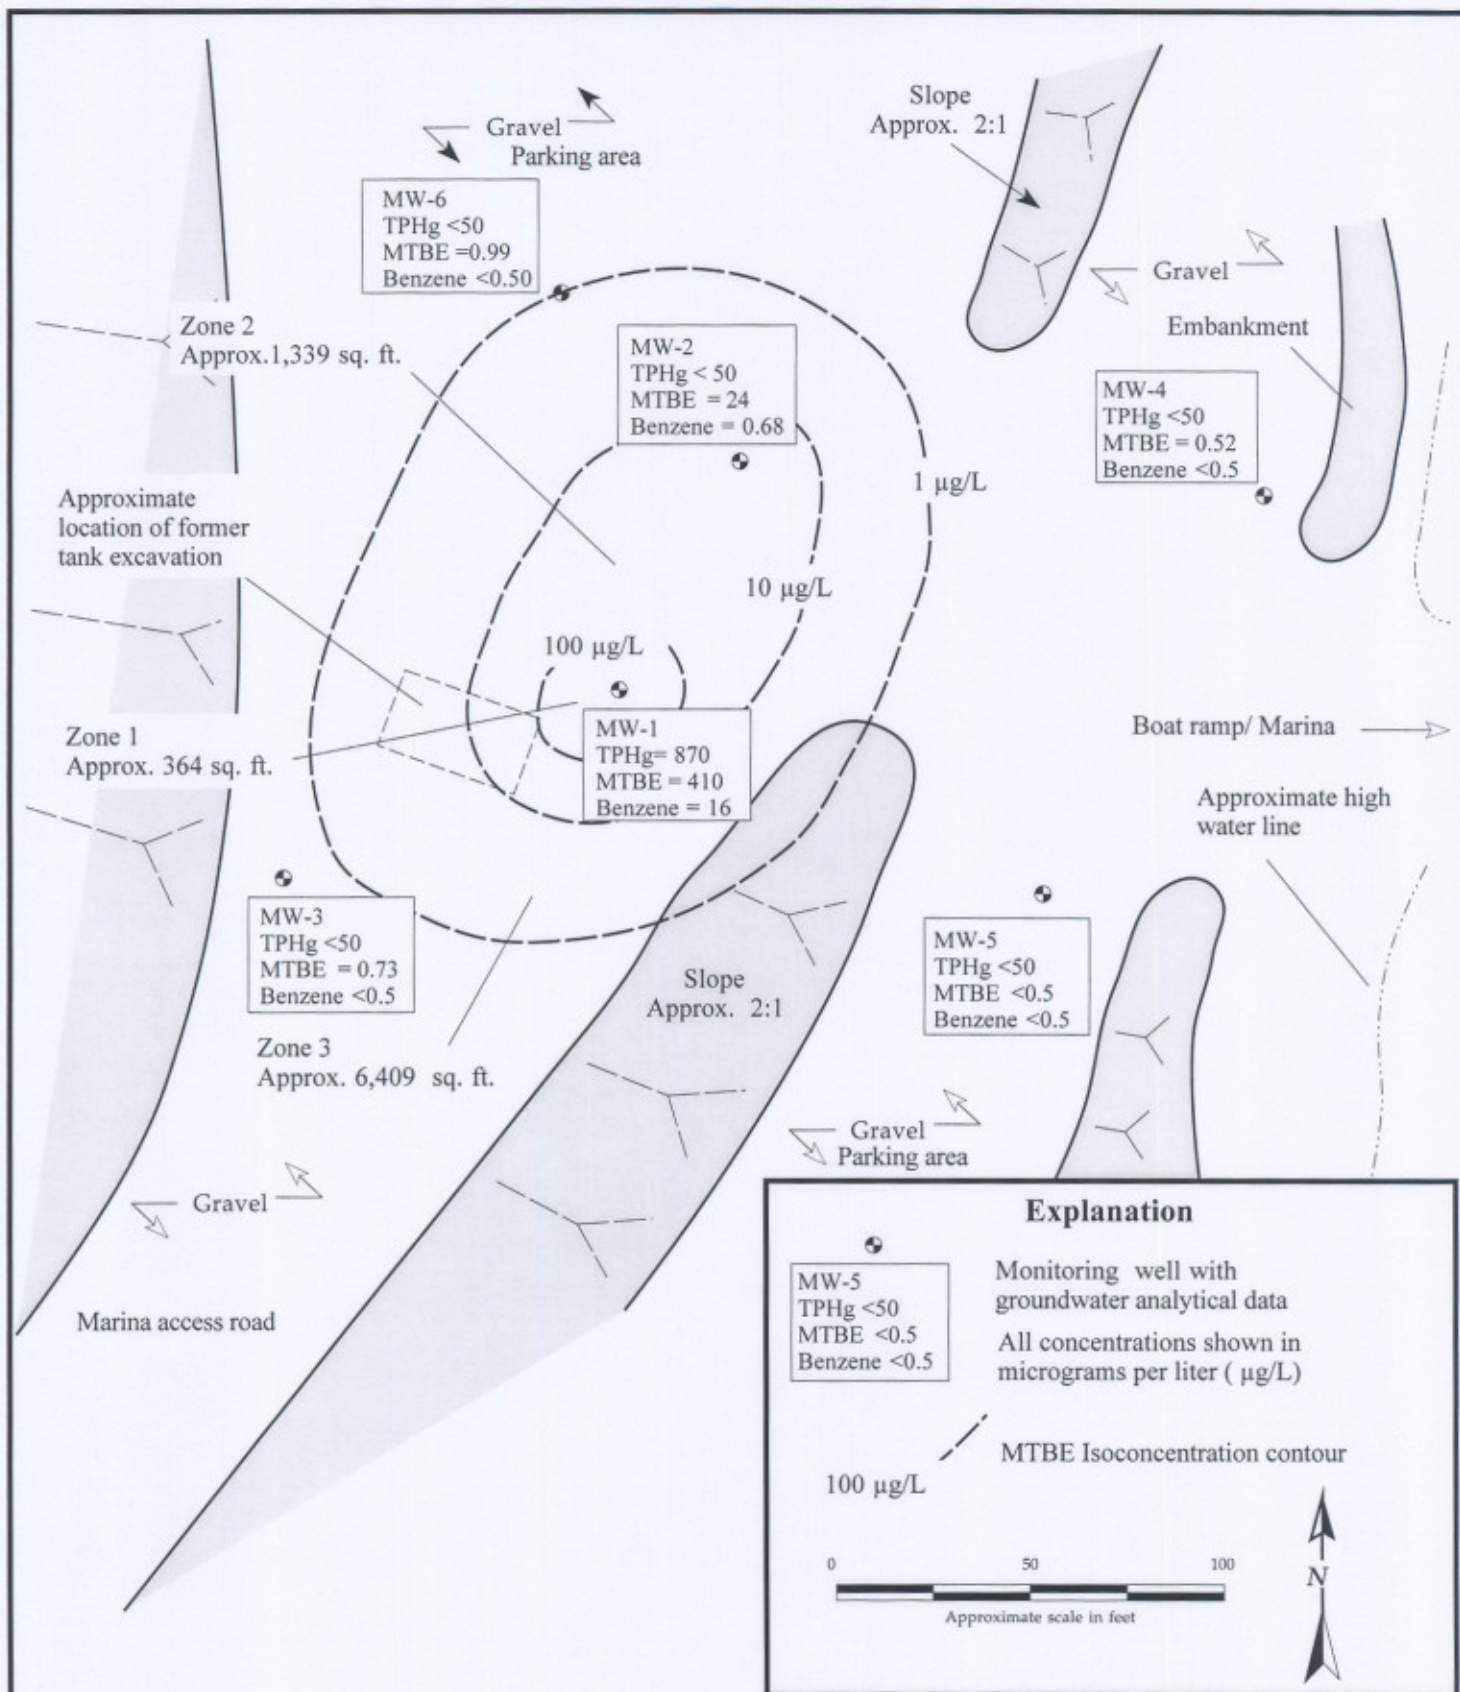 Slope
Approx. 2:1
Gravel
Parking area
MW-6
TPHg <50
MTBE =0.99
Benzene <0.50
Gravel
Zone 2
Approx.1,339 sq. ft.
MW-2
TPHg < 50
MTBE = 24
Benzene = 0.68
Embankment
MW-4
TPHg <50
MTBE = 0.52
Benzene <0.5
1 µg/L
Approximate
location of former
tank excavation
10 µg/L
100 µg/L
Zone 1
Approx. 364 sq. ft.
MW-1
TPHg= 870
MTBE = 410
Benzene = 16
Boat ramp/ Marina
Approximate high
water line
MW-3
TPHg <50
MTBE = 0.73
Benzene <0.5
MW-5
TPHg <50
MTBE <0.5
Benzene <0.5
Slope
Approx. 2:1
Zone 3
Approx. 6,409 sq. ft.
Gravel
Parking area
Gravel
Marina access road
Explanation
MW-5
TPHg <50
MTBE <0.5
Benzene <0.5
Monitoring well with
groundwater analytical data
All concentrations shown in
micrograms per liter ( µg/L)
100 µg/L
MTBE Isoconcentration contour
0 50 100
Approximate scale in feet
N